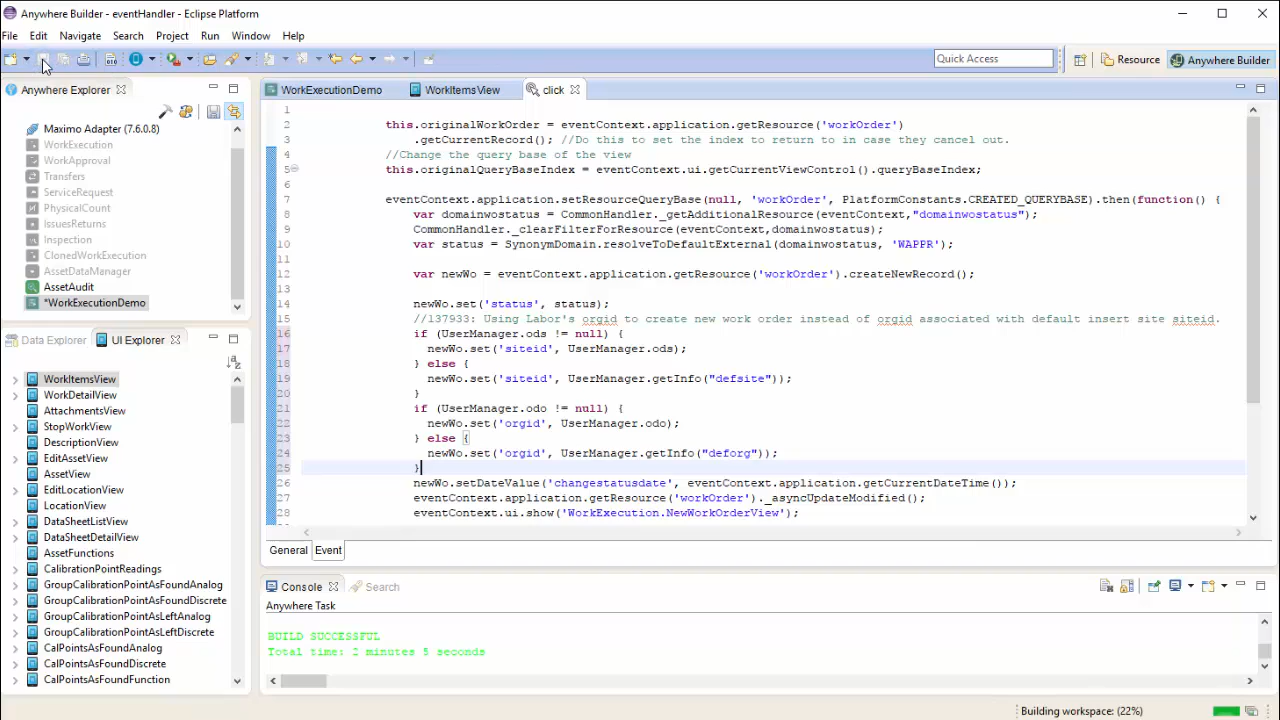 Anywhere Builder - eventHandler - Eclipse Platform
File Edit Navigate Search Project Run Window Help
Quick Access
Resource
Anywhere Builder
Anywhere Explorer
Maximo Adapter (7.6.0.8)
WorkExecution
WorkApproval
Transfers
ServiceRequest
PhysicalCount
IssuesReturns
Inspection
ClonedWorkExecution
AssetDataManager
AssetAudit
*WorkExecutionDemo
Data Explorer
UI Explorer
WorkItemsView
WorkDetailView
AttachmentsView
StopWorkView
DescriptionView
EditAssetView
AssetView
EditLocationView
LocationView
DataSheetListView
DataSheetDetailView
AssetFunctions
CalibrationPointReadings
GroupCalibrationPointAsFoundAnalog
GroupCalibrationPointAsFoundDiscrete
GroupCalibrationPointAsLeftAnalog
GroupCalibrationPointAsLeftDiscrete
CalPointsAsFoundAnalog
CalPointsAsFoundDiscrete
CalPointsAsFoundFunction
WorkExecutionDemo
WorkItemsView
click
1
2 this.originalWorkOrder = eventContext.application.getResource('workOrder')
3 .getCurrentRecord(); //Do this to set the index to return to in case they cancel out.
4 //Change the query base of the view
5 this.originalQueryBaseIndex = eventContext.ui.getCurrentViewControl().queryBaseIndex;
6
7 eventContext.application.setResourceQueryBase(null, 'workOrder', PlatformConstants.CREATED_QUERYBASE).then(function() {
8 var domainwostatus = CommonHandler._getAdditionalResource(eventContext,"domainwostatus");
9 CommonHandler._clearFilterForResource(eventContext,domainwostatus);
10 var status = SynonymDomain.resolveToDefaultExternal(domainwostatus, 'WAPPR');
11
12 var newWo = eventContext.application.getResource('workOrder').createNewRecord();
13
14 newWo.set('status', status);
15 //137933: Using Labor's orgid to create new work order instead of orgid associated with default insert site siteid.
16 if (UserManager.ods != null) {
17 newWo.set('siteid', UserManager.ods);
18 } else {
19 newWo.set('siteid', UserManager.getInfo("defsite"));
20 }
21 if (UserManager.odo != null) {
22 newWo.set('orgid', UserManager.odo);
23 } else {
24 newWo.set('orgid', UserManager.getInfo("deforg"));
25 }
26 newWo.setDateValue('changestatusdate', eventContext.application.getCurrentDateTime());
27 eventContext.application.getResource('workOrder')._asyncUpdateModified();
28 eventContext.ui.show('WorkExecution.NewWorkOrderView');
General Event
Console
Search
Anywhere Task
BUILD SUCCESSFUL
Total time: 2 minutes 5 seconds
Building workspace: (22%)